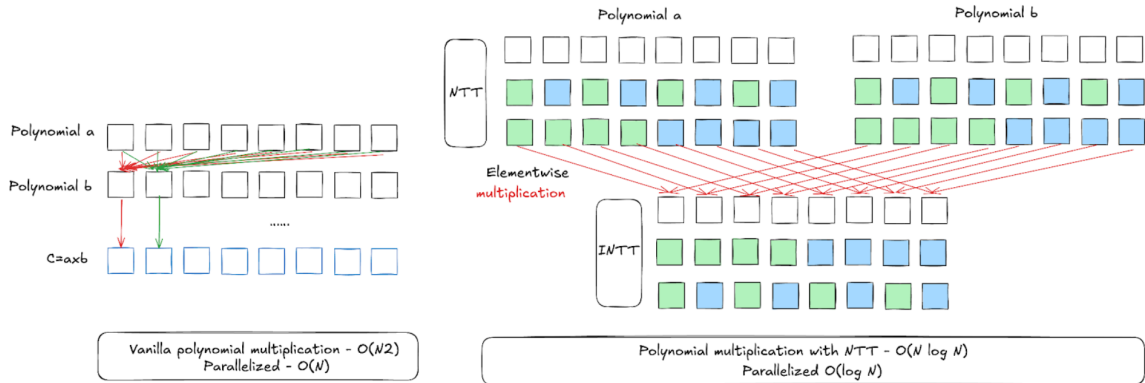 Polynomial a
Polynomial b
C=axb
......
Vanilla polynomial multiplication - O(N2)
Parallelized - O(N)
Polynomial a
Polynomial b
NTT
Elementwise
multiplication
INTT
Polynomial multiplication with NTT - O(N log N)
Parallelized O(log N)